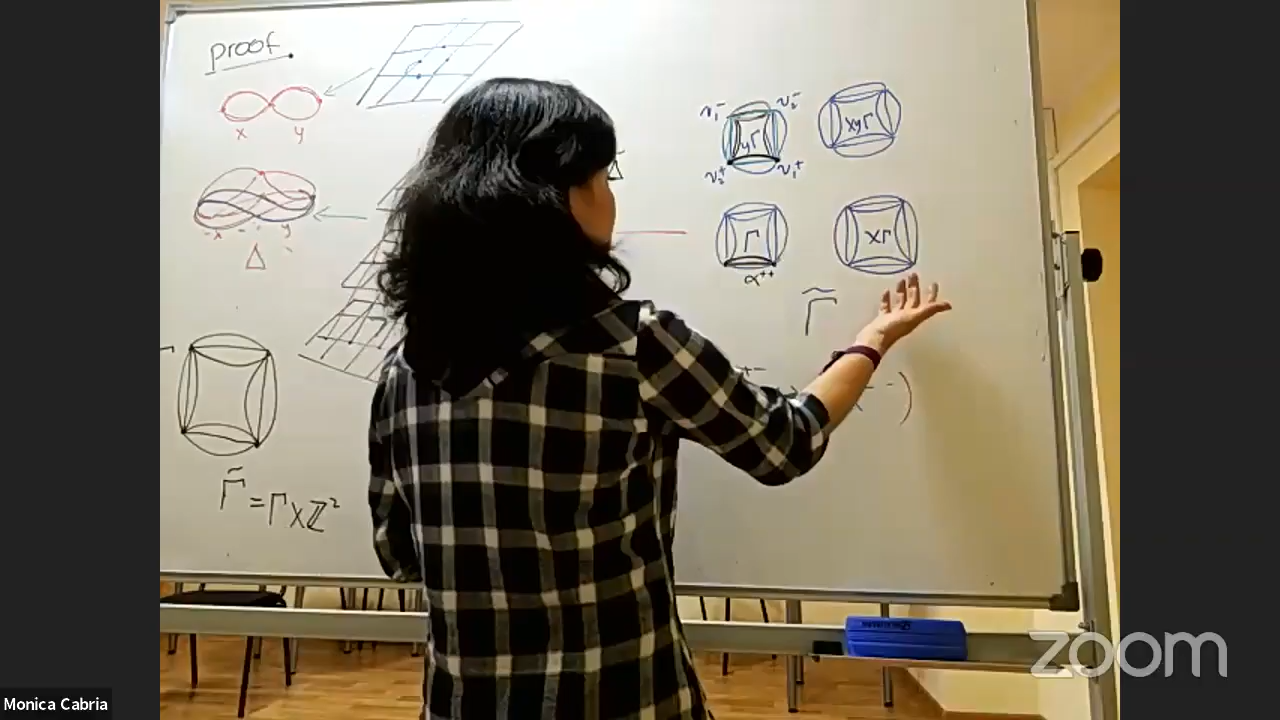 proof.
x y
x y
Δ
Γ̃ = Γ x ℤ²
Δ
v₁⁻ v₂⁻
yΓ
xyΓ
v₂⁺ v₁⁺
Γ
xΓ
α⁺⁺
Γ̃
zoom
Monica Cabria